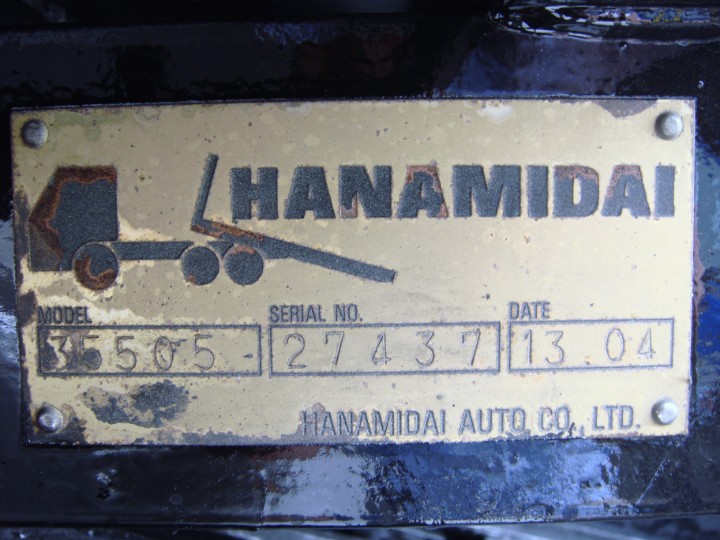 HANAMIDAI
MODEL SERIAL NO. DATE
35505 27437 13 04
HANAMIDAI AUTO CO., LTD.